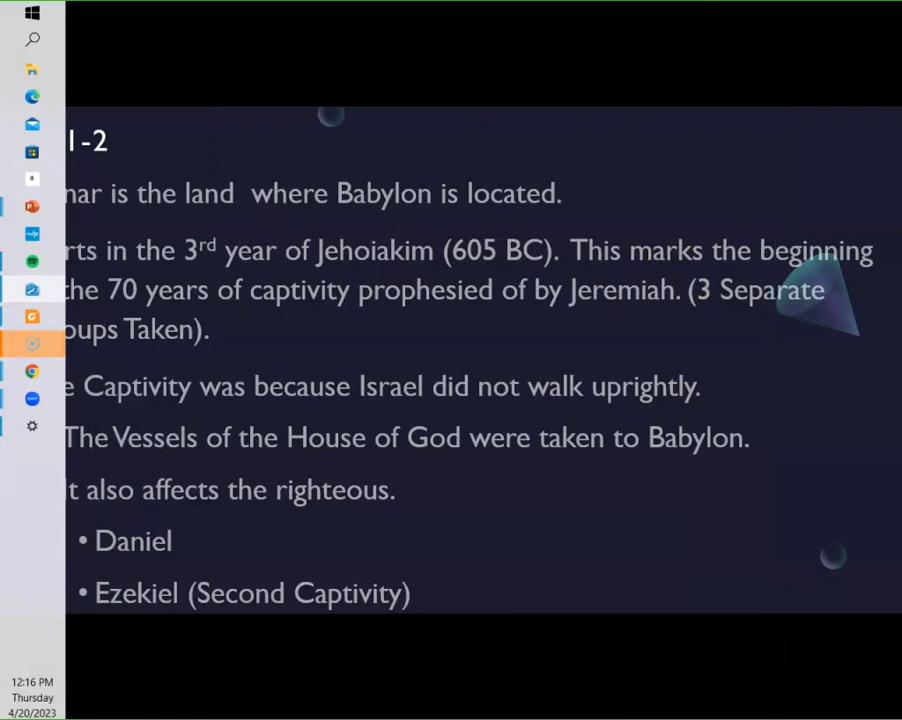 1-2
nar is the land where Babylon is located.
rts in the 3rd year of Jehoiakim (605 BC). This marks the beginning
the 70 years of captivity prophesied of by Jeremiah. (3 Separate
oups Taken).
e Captivity was because Israel did not walk uprightly.
The Vessels of the House of God were taken to Babylon.
It also affects the righteous.
• Daniel
• Ezekiel (Second Captivity)
12:16 PM
Thursday
4/20/2023